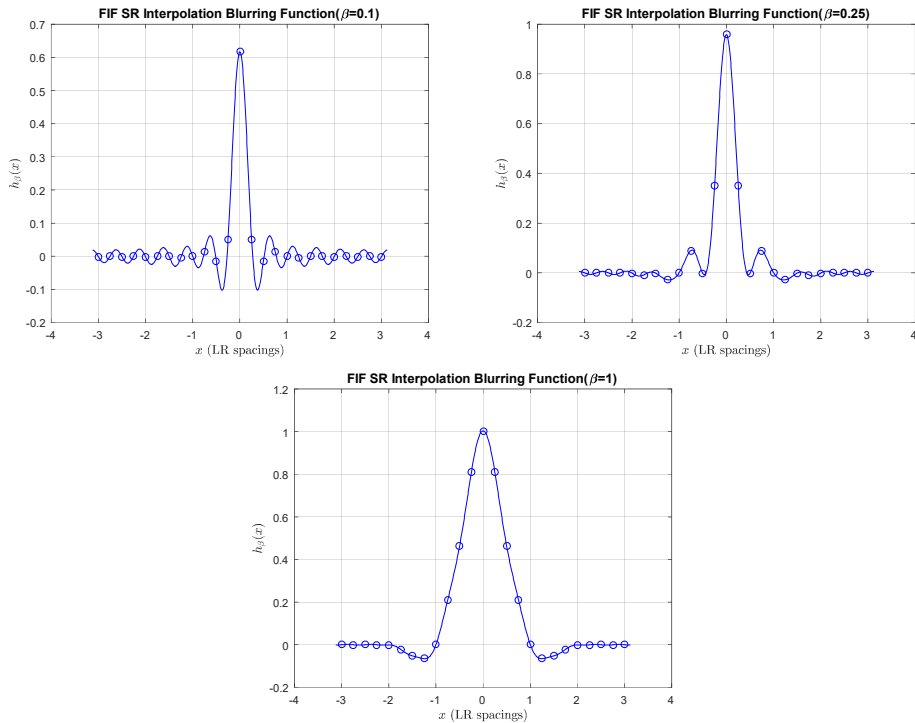 FIF SR Interpolation Blurring Function(β=0.1)
0.7
0.6
0.5
0.4
0.3
0.2
0.1
0
-0.1
-0.2
-4 -3 -2 -1 0 1 2 3 4
h_β(x)
x (LR spacings)
FIF SR Interpolation Blurring Function(β=0.25)
1
0.8
0.6
0.4
0.2
0
-0.2
-4 -3 -2 -1 0 1 2 3 4
h_β(x)
x (LR spacings)
FIF SR Interpolation Blurring Function(β=1)
1.2
1
0.8
0.6
0.4
0.2
0
-0.2
-4 -3 -2 -1 0 1 2 3 4
h_β(x)
x (LR spacings)